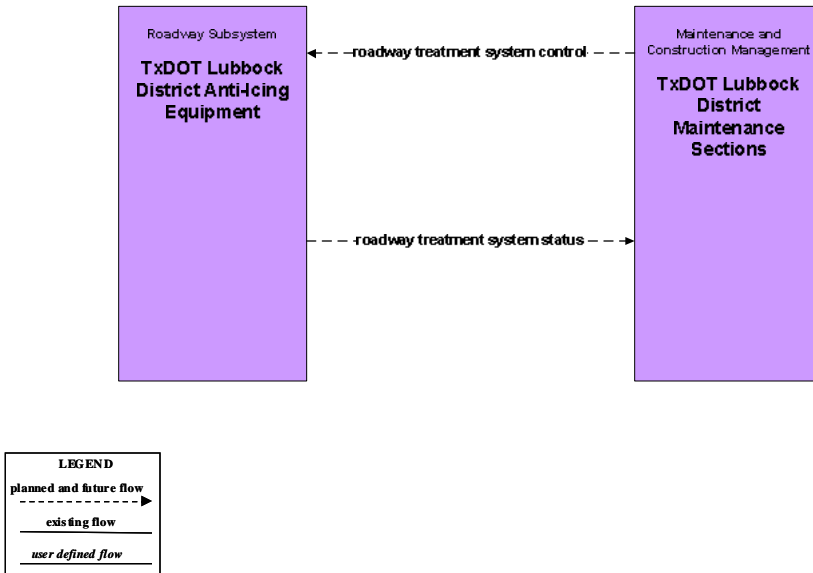 Roadway Subsystem
TxDOT Lubbock
District Anti-Icing
Equipment
roadway treatment system control
roadway treatment system status
Maintenance and
Construction Management
TxDOT Lubbock
District
Maintenance
Sections
LEGEND
planned and future flow
existing flow
user defined flow